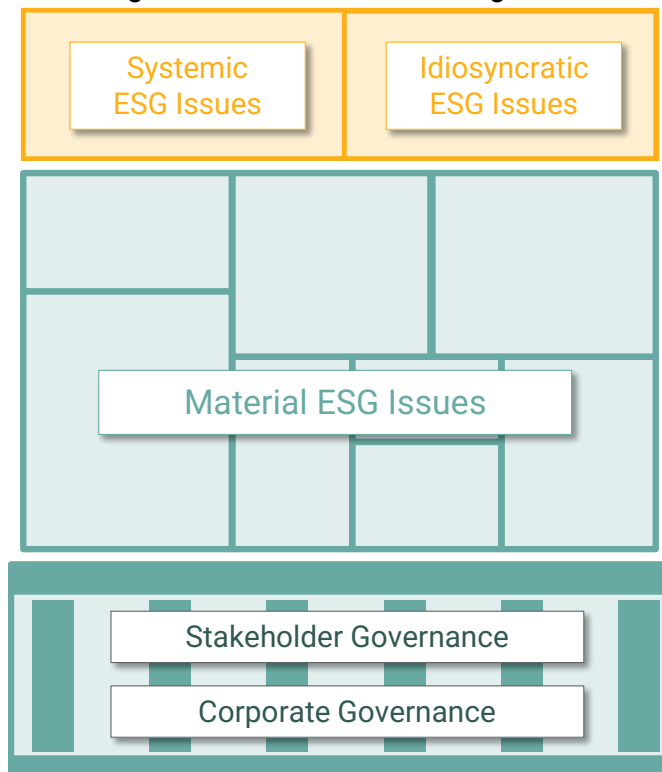 Systemic
ESG Issues
Idiosyncratic
ESG Issues
Material ESG Issues
Stakeholder Governance
Corporate Governance